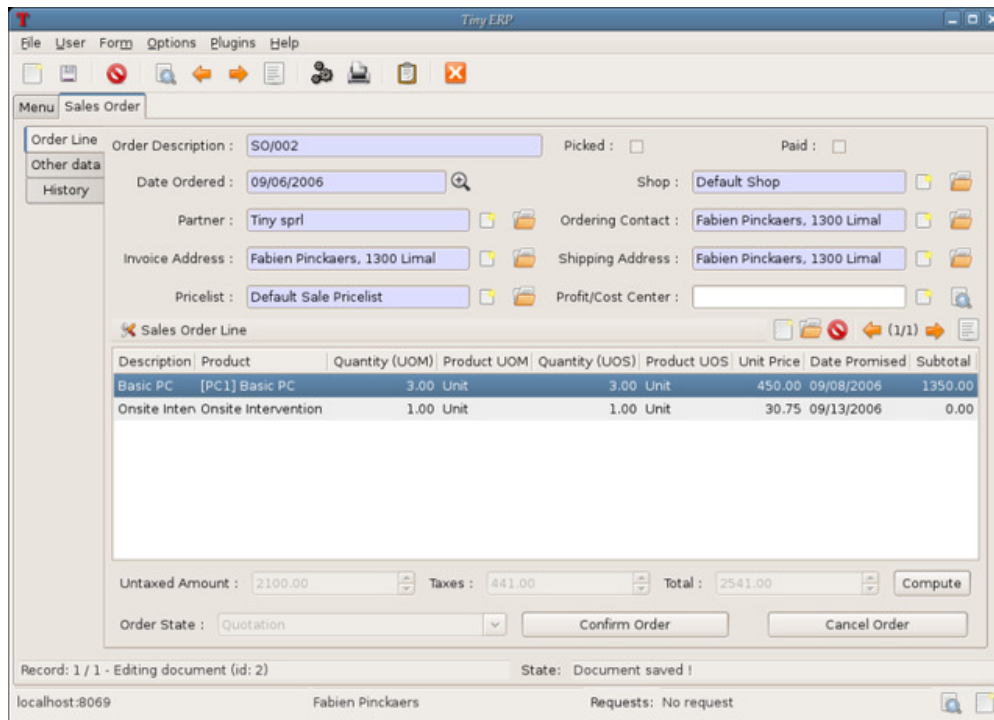 Tiny ERP
File User Form Options Plugins Help
Menu Sales Order
Order Line
Other data
History
Order Description : SO/002 Picked : Paid :
Date Ordered : 09/06/2006 Shop : Default Shop
Partner : Tiny sprl Ordering Contact : Fabien Pinckaers, 1300 Limal
Invoice Address : Fabien Pinckaers, 1300 Limal Shipping Address : Fabien Pinckaers, 1300 Limal
Pricelist : Default Sale Pricelist Profit/Cost Center :
Sales Order Line (1/1)
Description Product Quantity (UOM) Product UOM Quantity (UOS) Product UOS Unit Price Date Promised Subtotal
Basic PC [PC1] Basic PC 3.00 Unit 3.00 Unit 450.00 09/08/2006 1350.00
Onsite Inten Onsite Intervention 1.00 Unit 1.00 Unit 30.75 09/13/2006 0.00
Untaxed Amount : 2100.00 Taxes : 441.00 Total : 2541.00 Compute
Order State : Quotation Confirm Order Cancel Order
Record: 1 / 1 - Editing document (id: 2) State: Document saved !
localhost:8069 Fabien Pinckaers Requests: No request